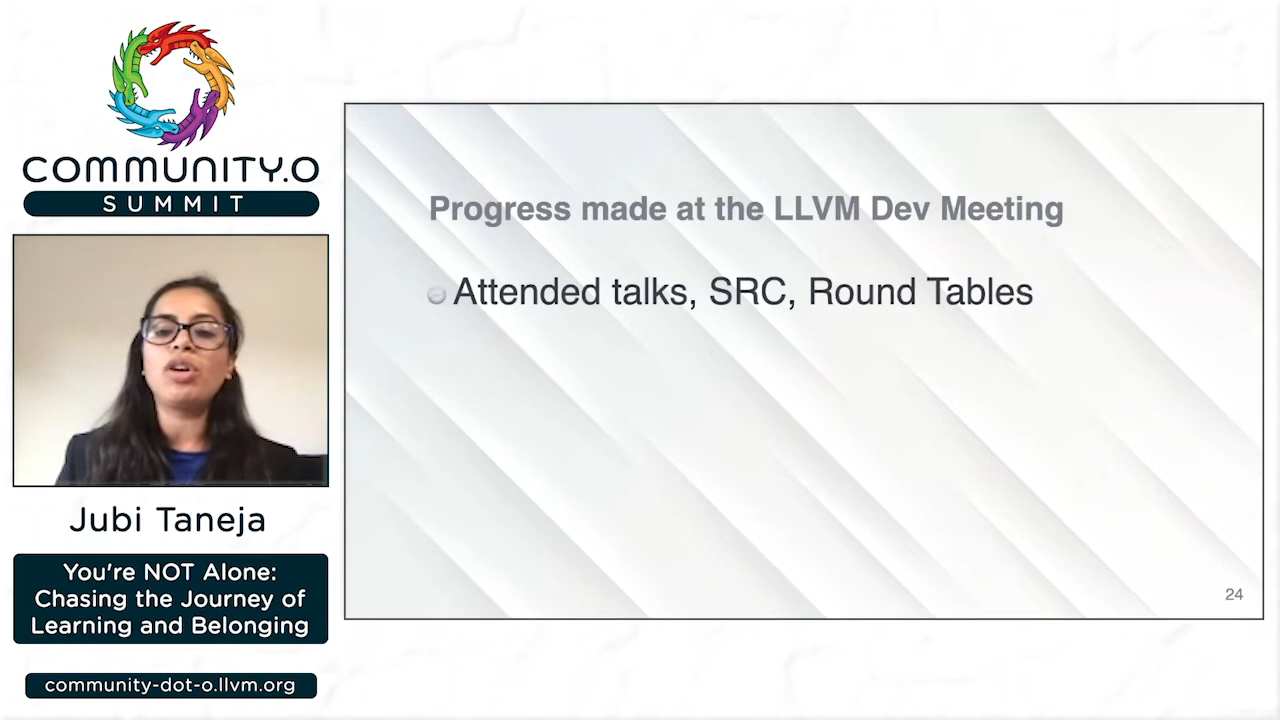 COMMUNITY.O
SUMMIT
Jubi Taneja
You're NOT Alone:
Chasing the Journey of
Learning and Belonging
community-dot-o.llvm.org
Progress made at the LLVM Dev Meeting
Attended talks, SRC, Round Tables
24